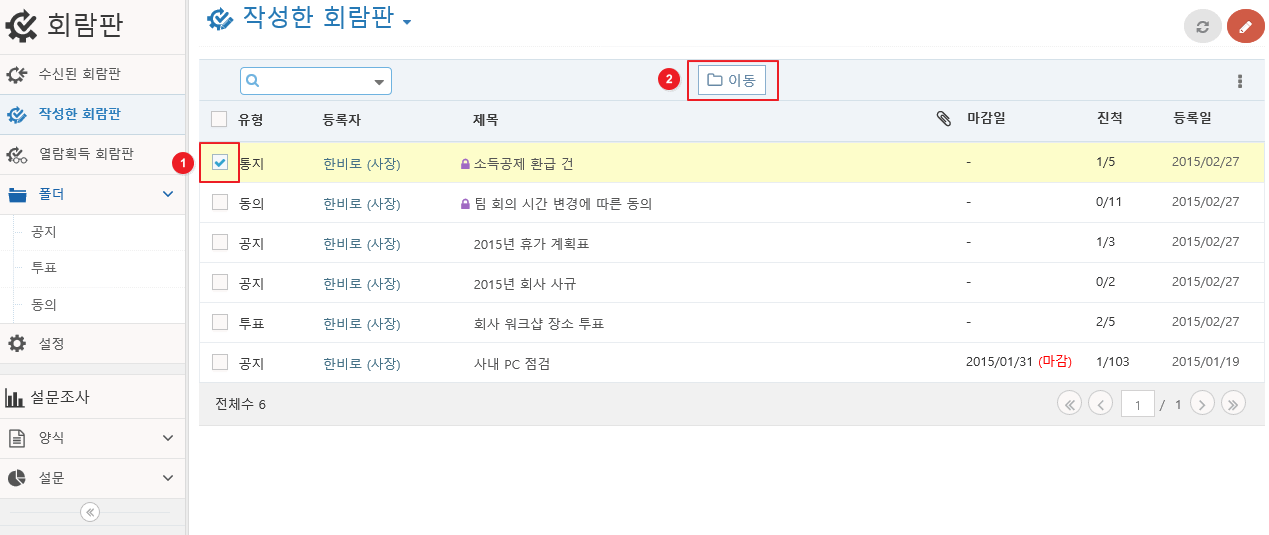 회람판
수신된 회람판
작성한 회람판
열람획득 회람판
폴더
공지
투표
동의
설정
설문조사
양식
설문
작성한 회람판
2 이동
유형 등록자 제목 마감일 진척 등록일
1 통지 한비로 (사장) 소득공제 환급 건 - 1/5 2015/02/27
동의 한비로 (사장) 팀 회의 시간 변경에 따른 동의 - 0/11 2015/02/27
공지 한비로 (사장) 2015년 휴가 계획표 - 1/3 2015/02/27
공지 한비로 (사장) 2015년 회사 사규 - 0/2 2015/02/27
투표 한비로 (사장) 회사 워크샵 장소 투표 - 2/5 2015/02/27
공지 한비로 (사장) 사내 PC 점검 2015/01/31 (마감) 1/103 2015/01/19
전체수 6 1 / 1